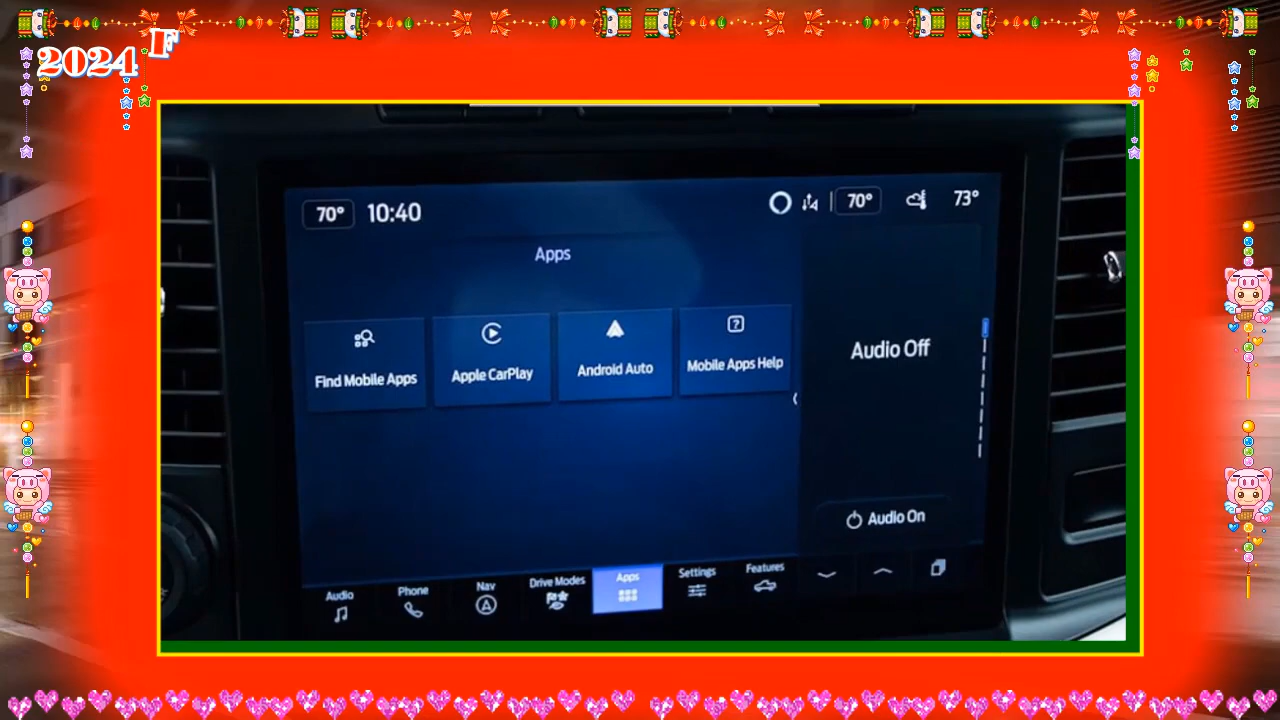 2024 F
70° 10:40
70° 73°
Apps
Find Mobile Apps
Apple CarPlay
Android Auto
Mobile Apps Help
Audio Off
Audio On
Audio
Phone
Nav
Drive Modes
Apps
Settings
Features